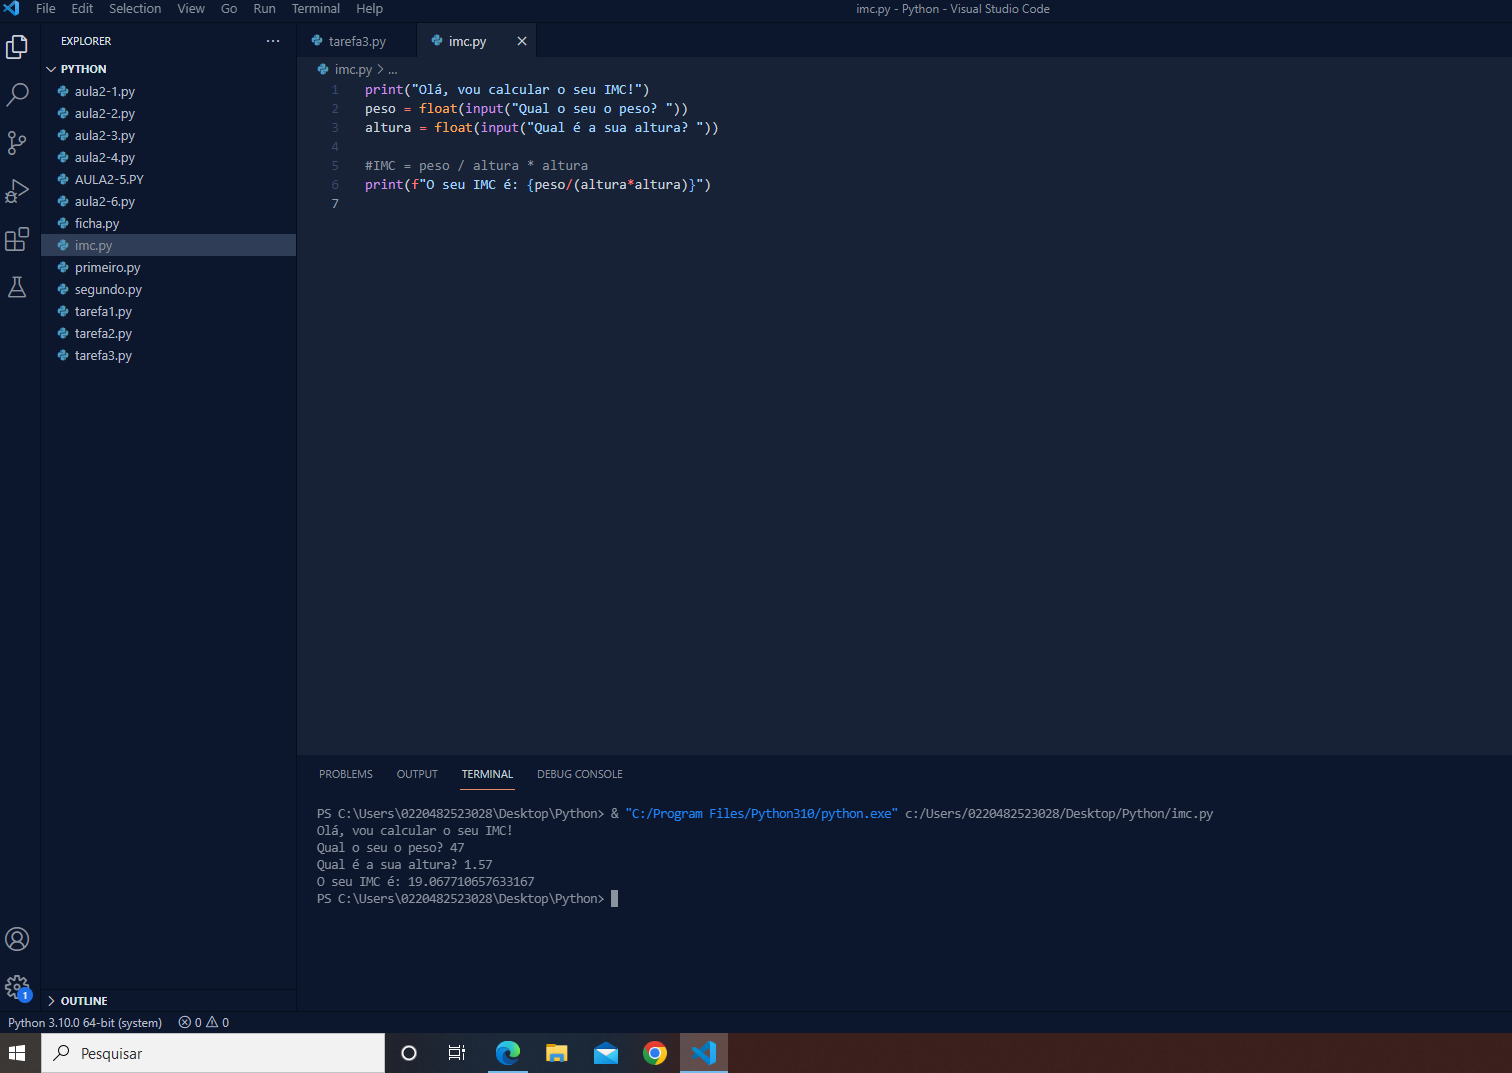 File Edit Selection View Go Run Terminal Help
imc.py - Python - Visual Studio Code
EXPLORER
···
PYTHON
aula2-1.py
aula2-2.py
aula2-3.py
aula2-4.py
AULA2-5.PY
aula2-6.py
ficha.py
imc.py
primeiro.py
segundo.py
tarefa1.py
tarefa2.py
tarefa3.py
OUTLINE
tarefa3.py
imc.py
imc.py > ...
1 print("Olá, vou calcular o seu IMC!")
2 peso = float(input("Qual o seu o peso? "))
3 altura = float(input("Qual é a sua altura? "))
4
5 #IMC = peso / altura * altura
6 print(f"O seu IMC é: {peso/(altura*altura)}")
7
PROBLEMS OUTPUT TERMINAL DEBUG CONSOLE
PS C:\Users\0220482523028\Desktop\Python> & "C:/Program Files/Python310/python.exe" c:/Users/0220482523028/Desktop/Python/imc.py
Olá, vou calcular o seu IMC!
Qual o seu o peso? 47
Qual é a sua altura? 1.57
O seu IMC é: 19.067710657633167
PS C:\Users\0220482523028\Desktop\Python>
1
Python 3.10.0 64-bit (system) 0 0
Pesquisar